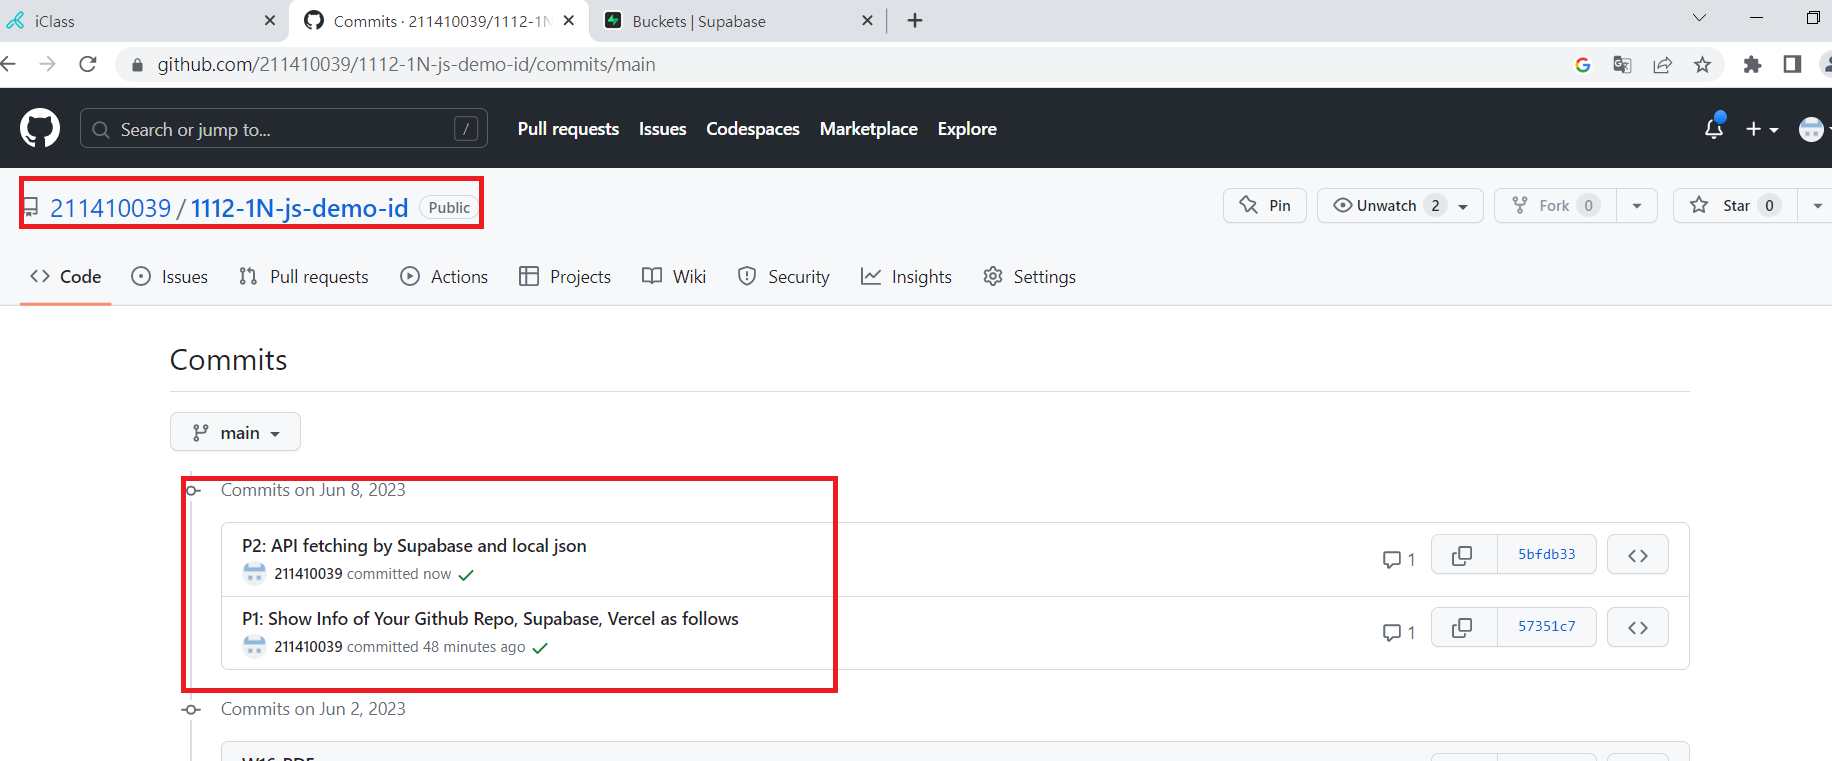 iClass
Commits · 211410039/1112-1N
Buckets | Supabase
github.com/211410039/1112-1N-js-demo-id/commits/main
Search or jump to...
/
Pull requests
Issues
Codespaces
Marketplace
Explore
211410039 / 1112-1N-js-demo-id
Public
Pin
Unwatch 2
Fork 0
Star 0
Code
Issues
Pull requests
Actions
Projects
Wiki
Security
Insights
Settings
Commits
main
Commits on Jun 8, 2023
P2: API fetching by Supabase and local json
1
5bfdb33
211410039 committed now
P1: Show Info of Your Github Repo, Supabase, Vercel as follows
1
57351c7
211410039 committed 48 minutes ago
Commits on Jun 2, 2023